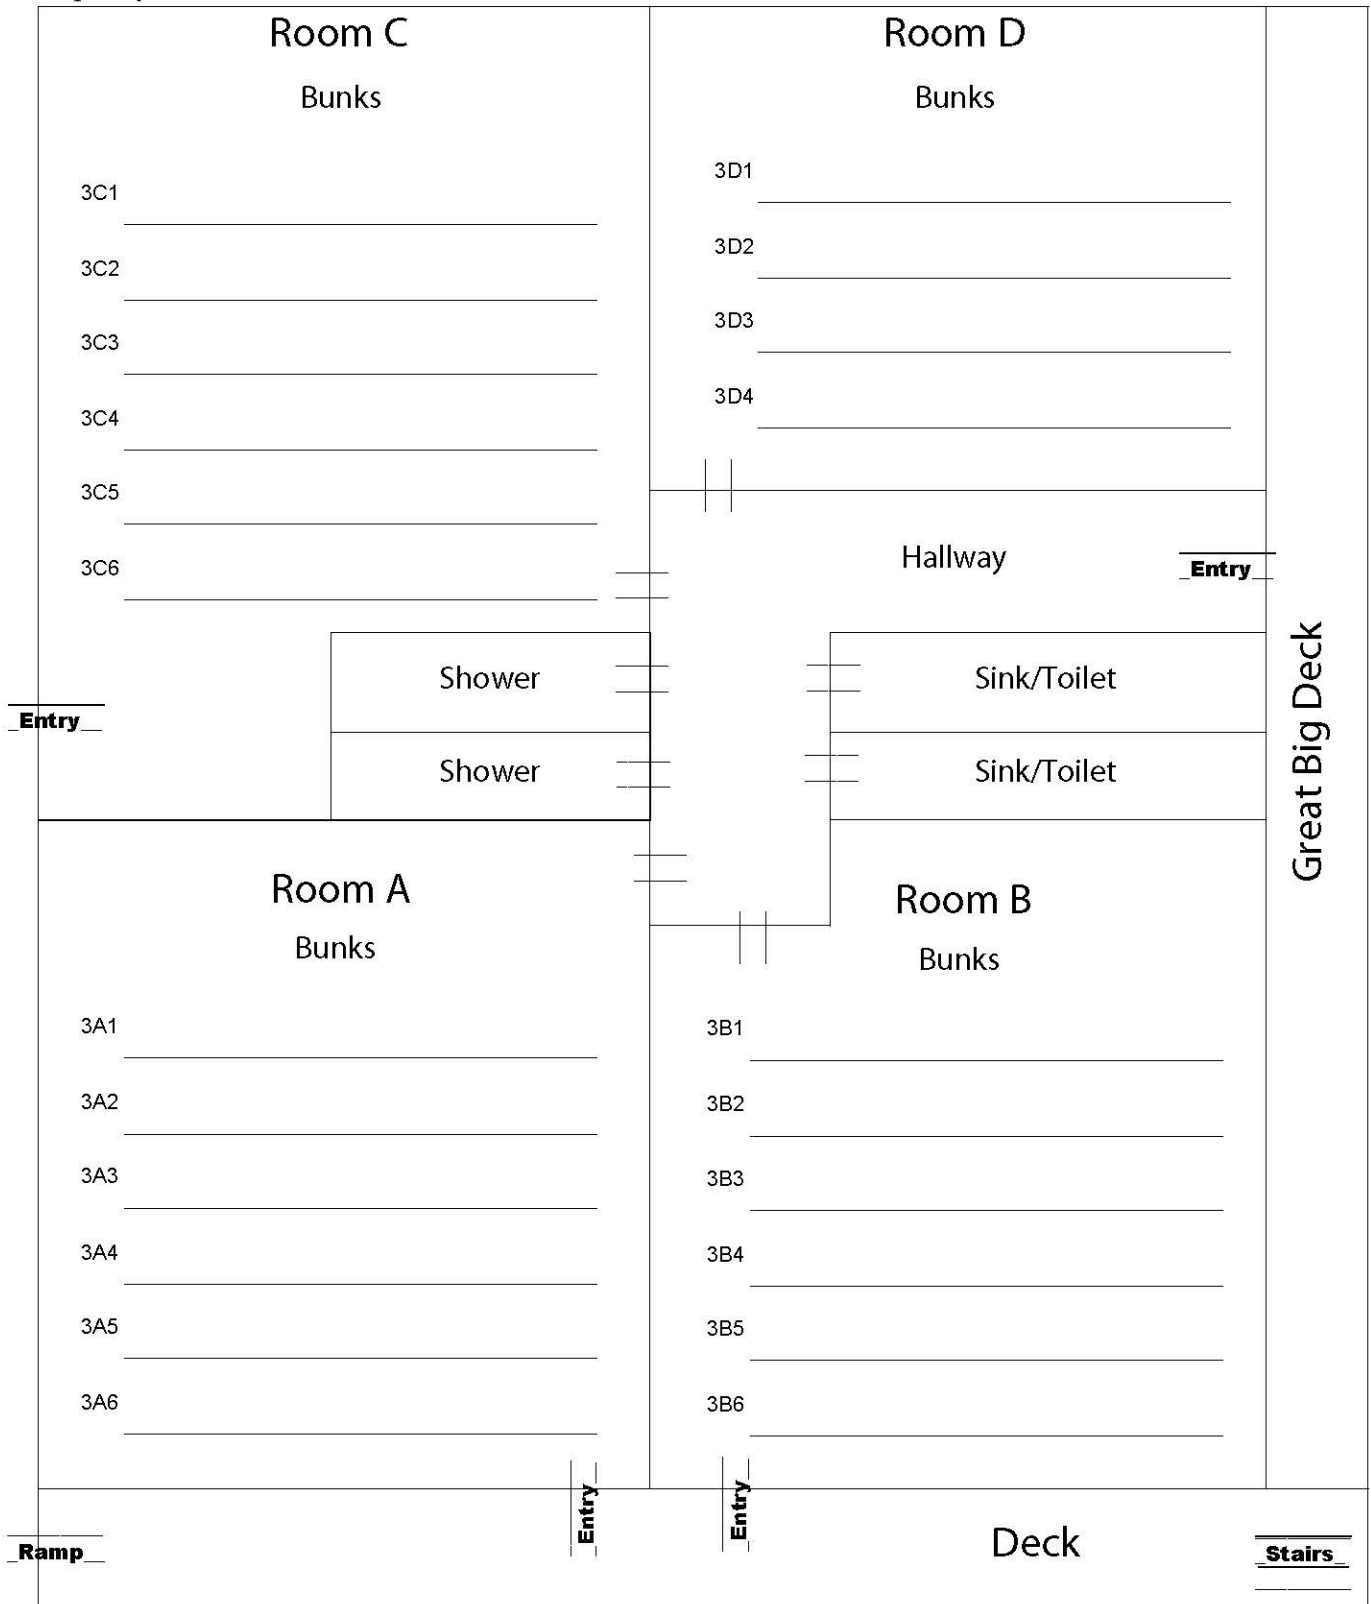 Room C
Bunks
3C1
3C2
3C3
3C4
3C5
3C6
Room D
Bunks
3D1
3D2
3D3
3D4
Hallway
Entry
Shower
Shower
Sink/Toilet
Sink/Toilet
Entry
Great Big Deck
Room A
Bunks
3A1
3A2
3A3
3A4
3A5
3A6
Room B
Bunks
3B1
3B2
3B3
3B4
3B5
3B6
Entry
Entry
Ramp
Deck
Stairs